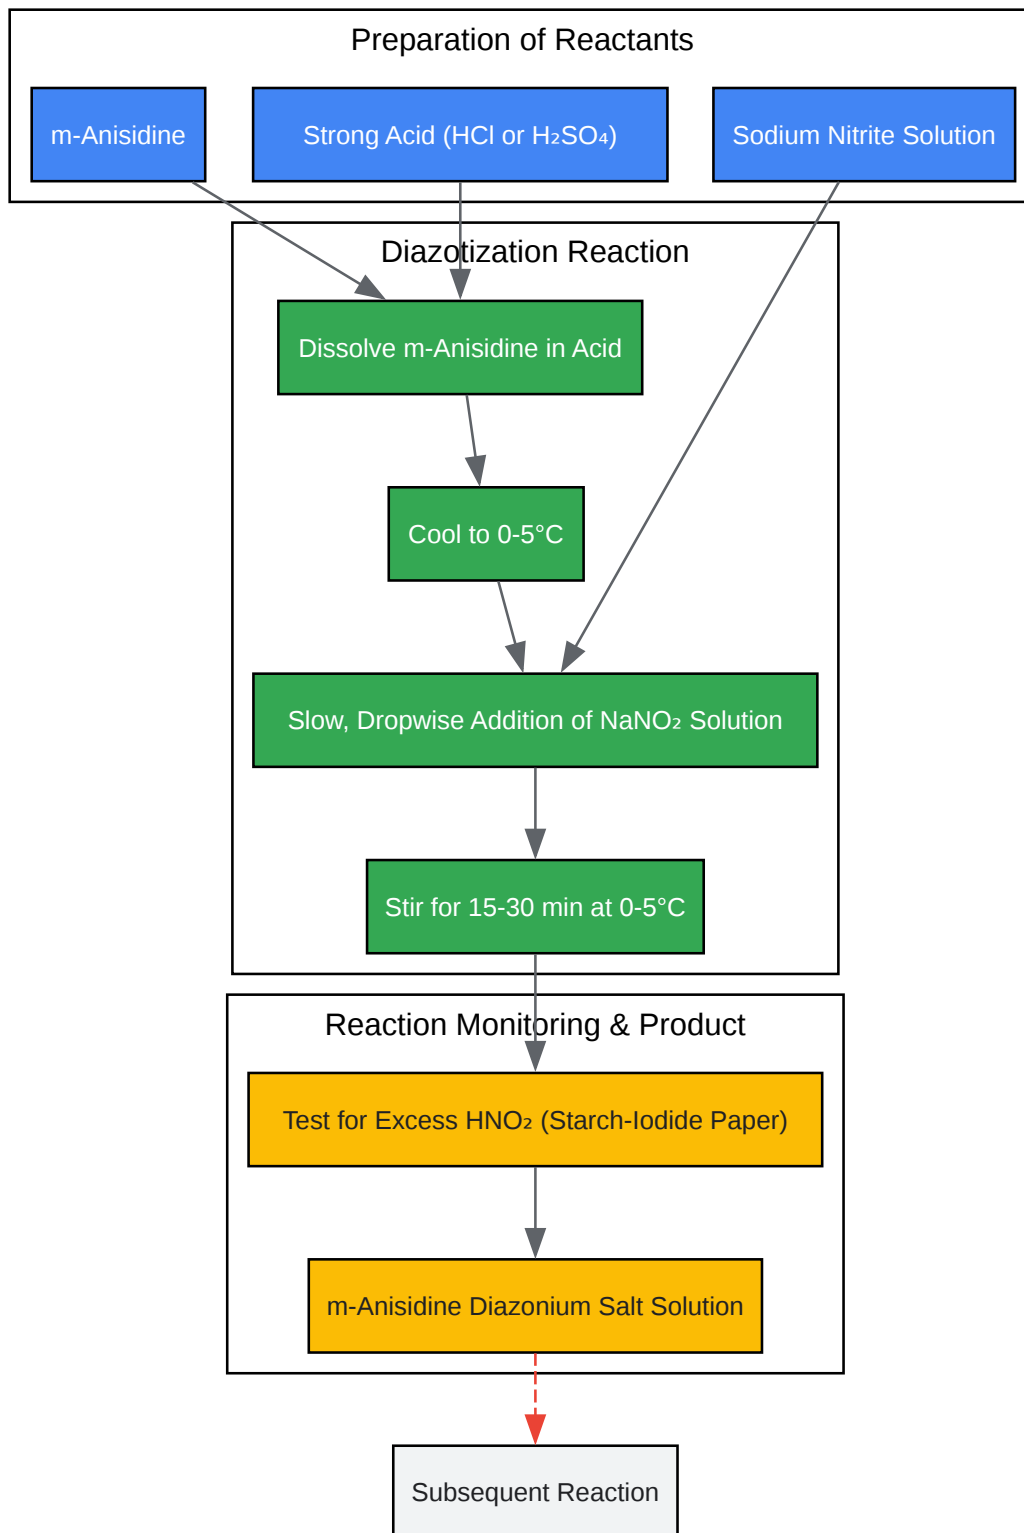 Preparation of Reactants
m-Anisidine
Strong Acid (HCl or H₂SO₄)
Sodium Nitrite Solution
Diazotization Reaction
Dissolve m-Anisidine in Acid
Cool to 0-5°C
Slow, Dropwise Addition of NaNO₂ Solution
Stir for 15-30 min at 0-5°C
Reaction Monitoring & Product
Test for Excess HNO₂ (Starch-Iodide Paper)
m-Anisidine Diazonium Salt Solution
Subsequent Reaction